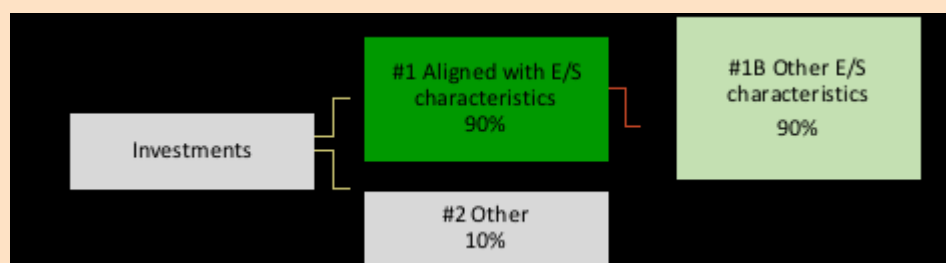 Investments
#1 Aligned with E/S
characteristics
90%
#2 Other
10%
#1B Other E/S
characteristics
90%